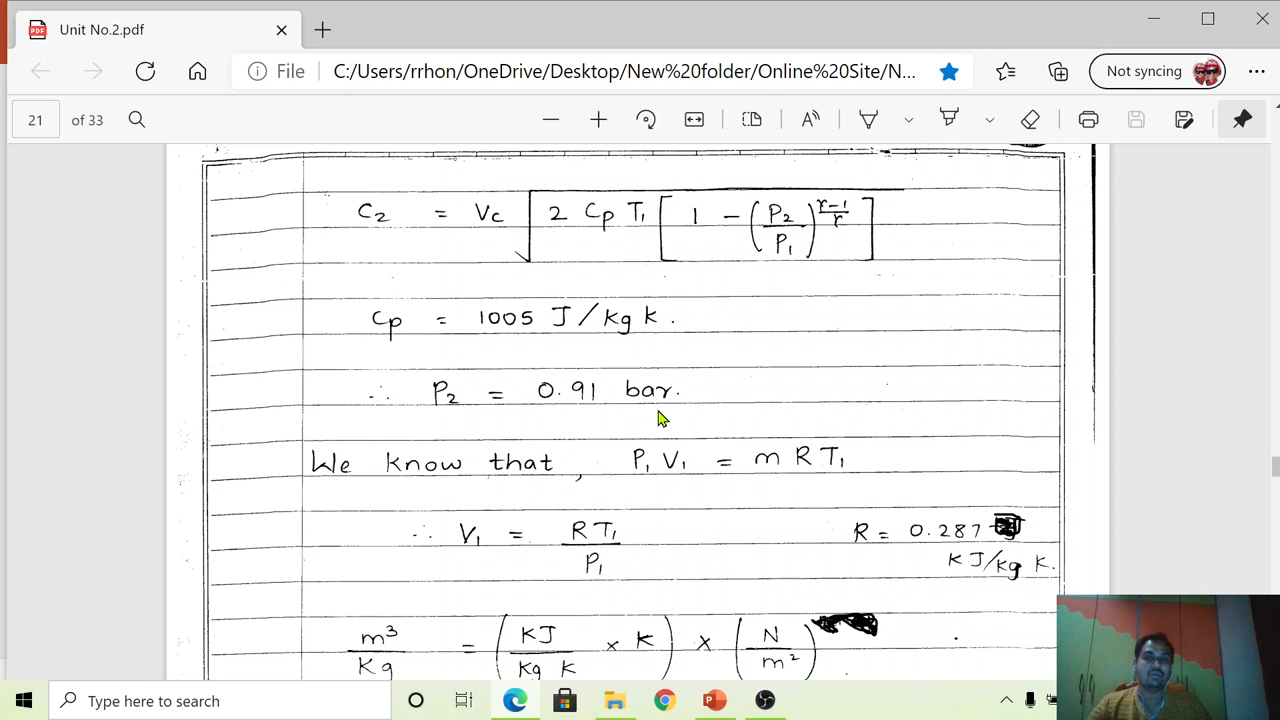 Unit No.2.pdf
File
C:/Users/rrhon/OneDrive/Desktop/New%20folder/Online%20Site/N...
Not syncing
21 of 33
C2 = Vc √ 2 Cp T1 [ 1 - (P2/P1)^(r-1/r) ]
Cp = 1005 J/kg k.
∴ P2 = 0.91 bar.
We know that, P1 V1 = m R T1
∴ V1 = RT1/P1 R = 0.287
KJ/kg k.
m3/Kg = (KJ/Kg K × k) × (N/m2)
Type here to search